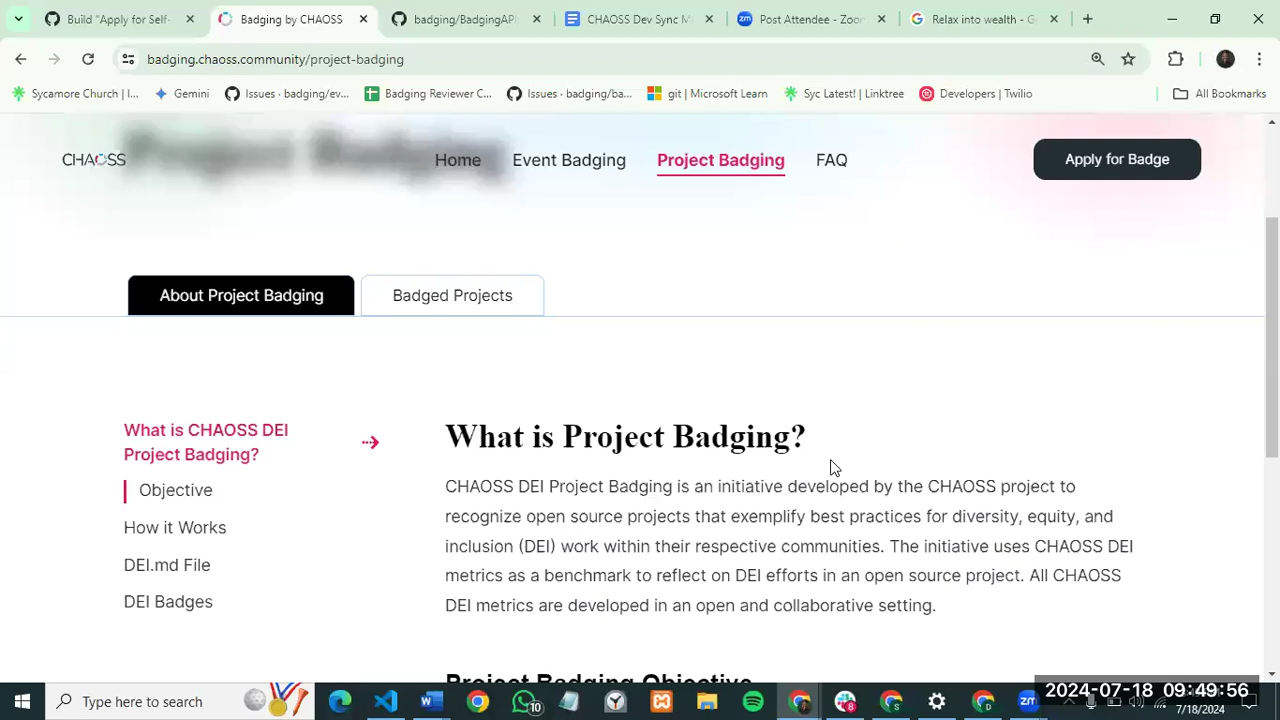 Build "Apply for Self-
Badging by CHAOSS
badging/BadgingAPI
CHAOSS Dev Sync M
Post Attendee - Zoo
Relax into wealth - G
badging.chaoss.community/project-badging
Sycamore Church | I...
Gemini
Issues · badging/ev...
Badging Reviewer C...
Issues · badging/ba...
git | Microsoft Learn
Syc Latest! | Linktree
Developers | Twilio
All Bookmarks
Project Badging
CHAOSS
Home
Event Badging
Project Badging
FAQ
Apply for Badge
About Project Badging
Badged Projects
What is CHAOSS DEI
Project Badging?
Objective
How it Works
DEI.md File
DEI Badges
What is Project Badging?
CHAOSS DEI Project Badging is an initiative developed by the CHAOSS project to
recognize open source projects that exemplify best practices for diversity, equity, and
inclusion (DEI) work within their respective communities. The initiative uses CHAOSS DEI
metrics as a benchmark to reflect on DEI efforts in an open source project. All CHAOSS
DEI metrics are developed in an open and collaborative setting.
Project Badging Objective
Type here to search
10
8
2024-07-18 09:49:56
7/18/2024